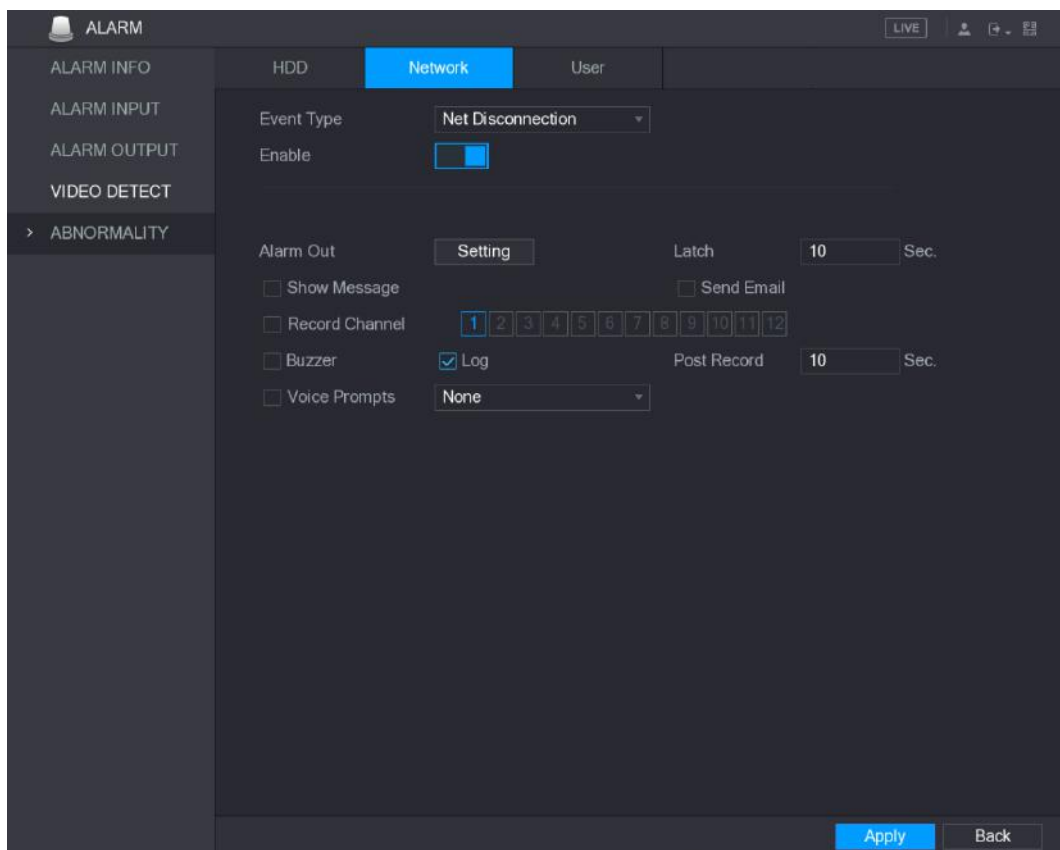 ALARM
LIVE
ALARM INFO
ALARM INPUT
ALARM OUTPUT
VIDEO DETECT
> ABNORMALITY
HDD Network User
Event Type Net Disconnection
Enable
Alarm Out Setting Latch 10 Sec.
Show Message Send Email
Record Channel 1 2 3 4 5 6 7 8 9 10 11 12
Buzzer Log Post Record 10 Sec.
Voice Prompts None
Apply Back